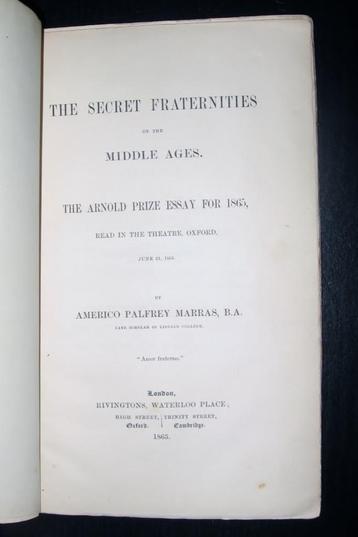 THE SECRET FRATERNITIES
OF THE
MIDDLE AGES.
THE ARNOLD PRIZE ESSAY FOR 1865,
READ IN THE THEATRE, OXFORD,
JUNE 21, 1865.
BY
AMERICO PALFREY MARRAS, B.A.
LATE SCHOLAR OF LINCOLN COLLEGE.
"Amor fraternus."
London,
RIVINGTONS, WATERLOO PLACE;
HIGH STREET, TRINITY STREET,
Oxford. Cambridge.
1865.